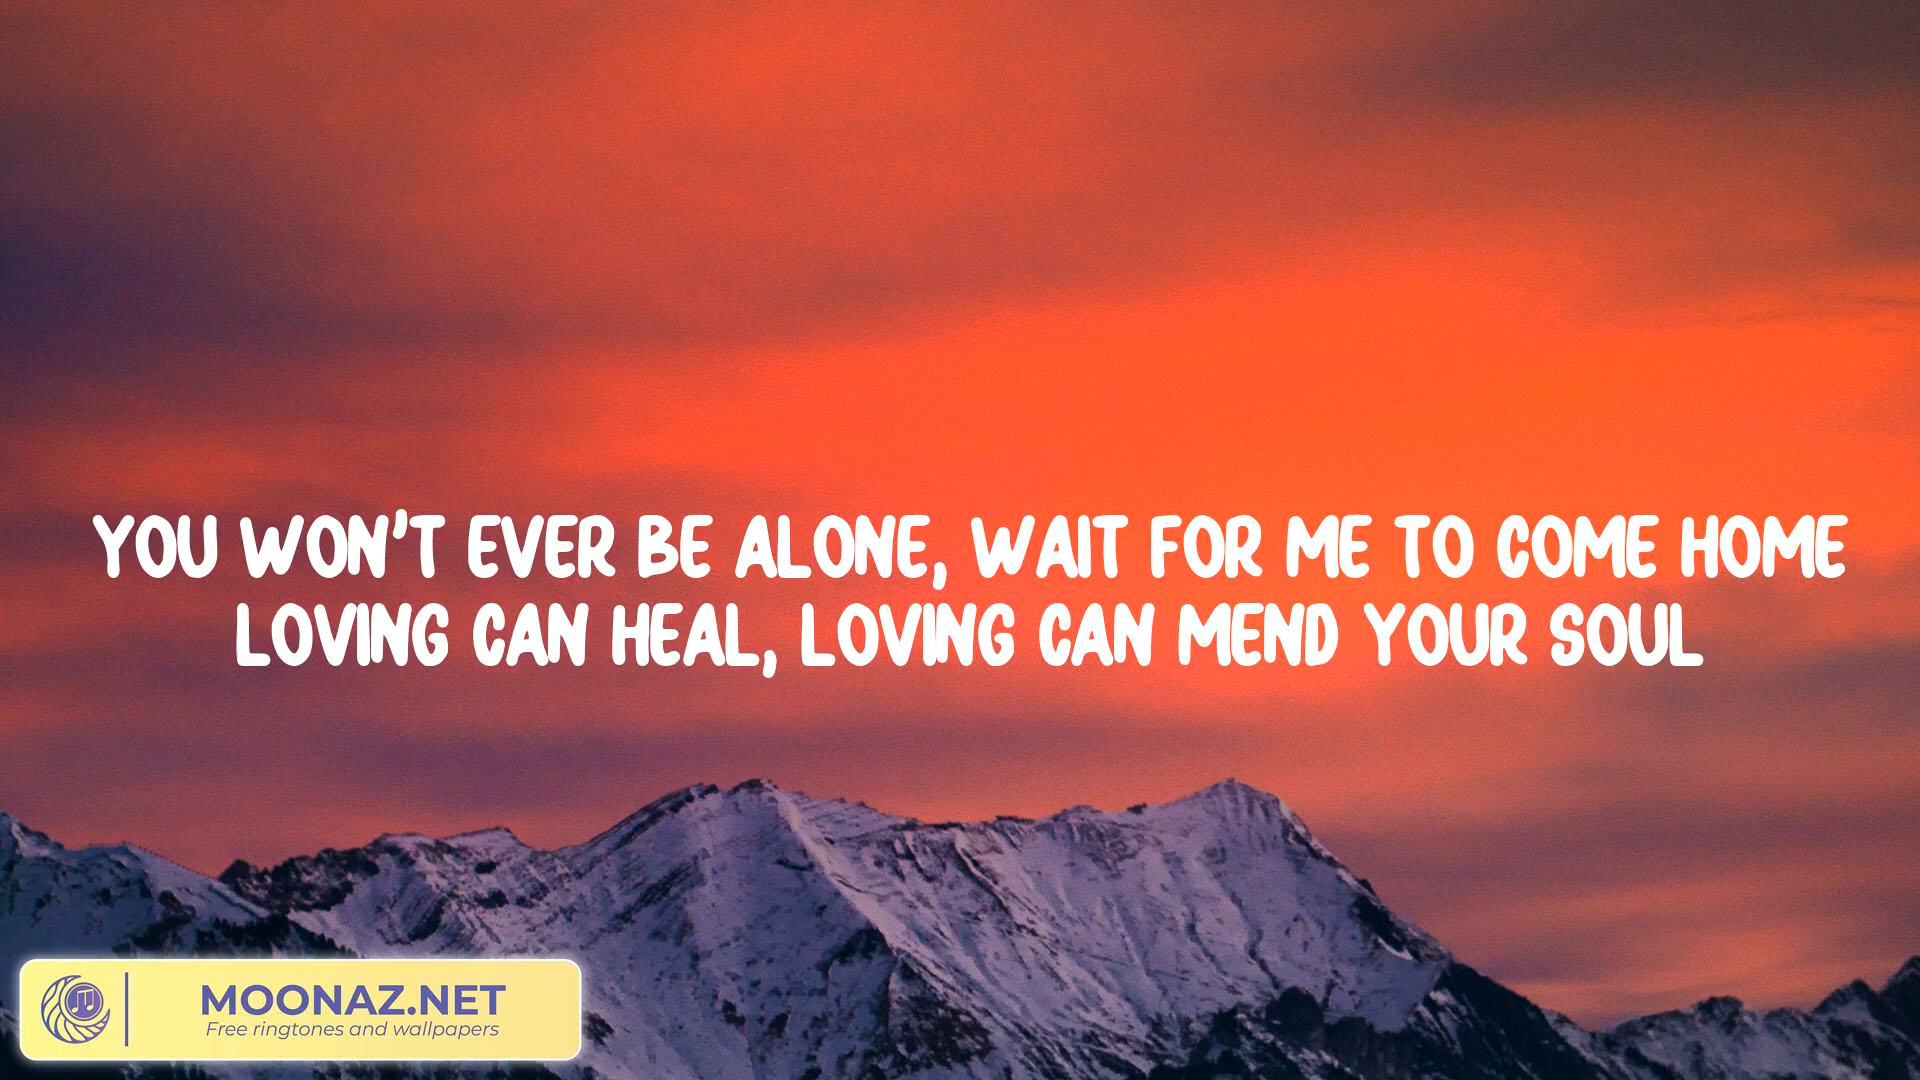 YOU WON'T EVER BE ALONE, WAIT FOR ME TO COME HOME
LOVING CAN HEAL, LOVING CAN MEND YOUR SOUL
MOONAZ.NET
Free ringtones and wallpapers